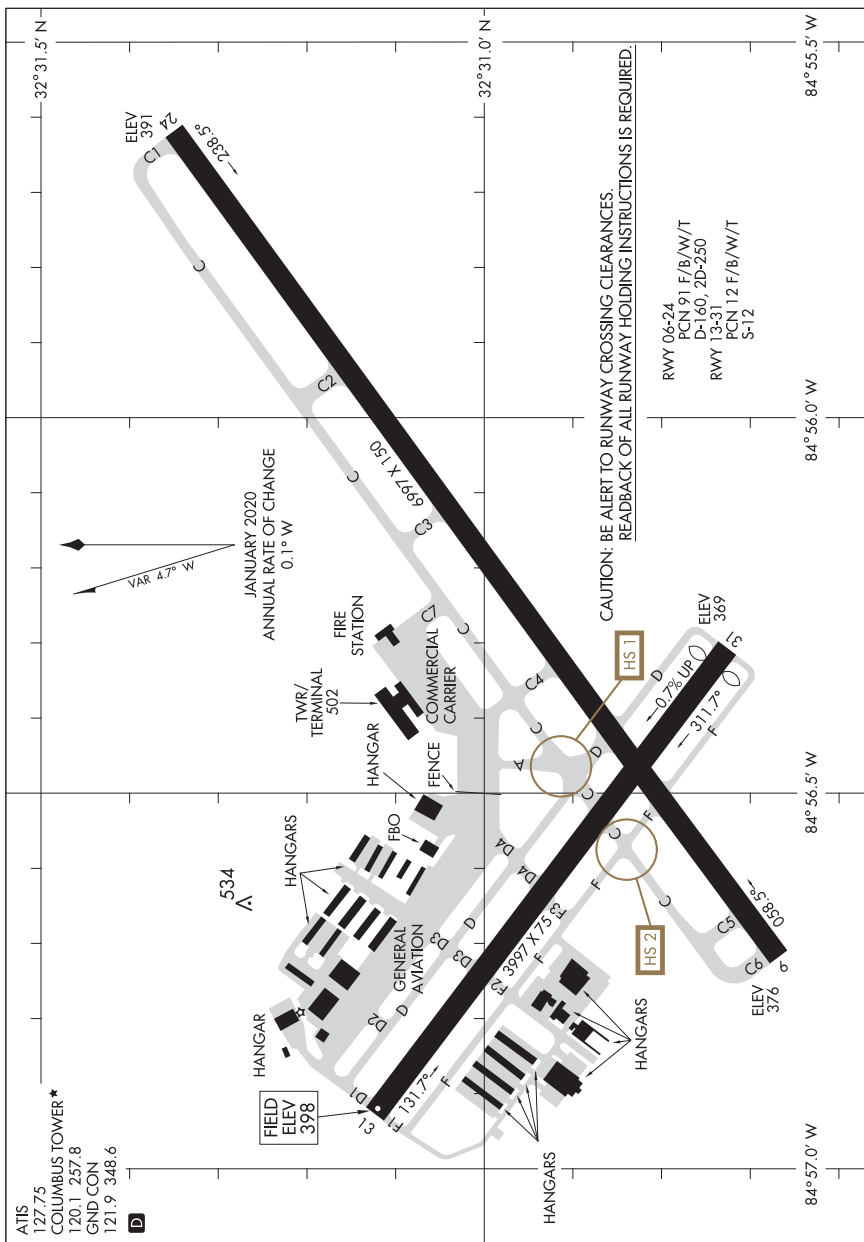 ATIS
127.75
COLUMBUS TOWER★
120.1 257.8
GND CON
121.9 348.6
D
32°31.5' N
32°31.0' N
84°55.5' W
84°56.0' W
84°56.5' W
84°57.0' W
JANUARY 2020
ANNUAL RATE OF CHANGE
0.1° W
VAR 4.7° W
ELEV
391
24
238.5°
C1
C
C2
C
6997 X 150
C3
C7
C
C4
C
FIRE
STATION
TWR/
TERMINAL
502
COMMERCIAL
CARRIER
HANGAR
FENCE
FBO
HANGARS
534
GENERAL
AVIATION
HANGAR
FIELD
ELEV
398
13
131.7°
D1
D2
D
D3
D3
D
D4
D4
A
C
D
D
HS 1
HS 2
F1
F
F2
3997 X 75
F
F3
F
C
F
F
C
C5
C6
6
058.5°
ELEV
376
0.7% UP
311.7°
31
ELEV
369
HANGARS
HANGARS
CAUTION: BE ALERT TO RUNWAY CROSSING CLEARANCES.
READBACK OF ALL RUNWAY HOLDING INSTRUCTIONS IS REQUIRED.
RWY 06-24
PCN 91 F/B/W/T
D-160, 2D-250
RWY 13-31
PCN 12 F/B/W/T
S-12